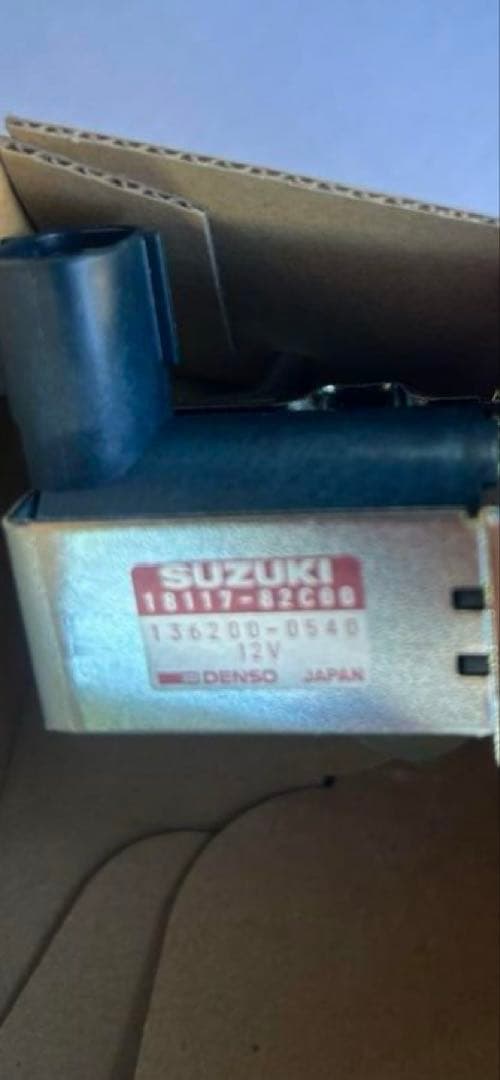 SUZUKI
18117-82C00
136200-0540
12V
DENSO JAPAN